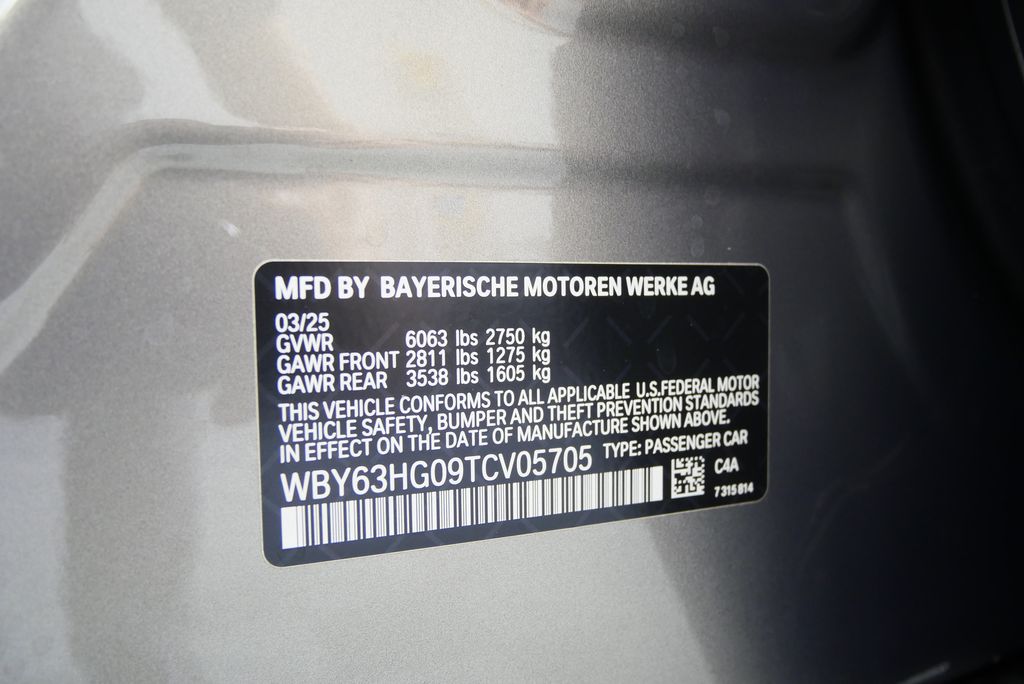 MFD BY BAYERISCHE MOTOREN WERKE AG
03/25
GVWR 6063 lbs 2750 kg
GAWR FRONT 2811 lbs 1275 kg
GAWR REAR 3538 lbs 1605 kg
THIS VEHICLE CONFORMS TO ALL APPLICABLE U.S.FEDERAL MOTOR
VEHICLE SAFETY, BUMPER AND THEFT PREVENTION STANDARDS
IN EFFECT ON THE DATE OF MANUFACTURE SHOWN ABOVE.
WBY63HG09TCV05705 TYPE: PASSENGER CAR
C4A
7315814